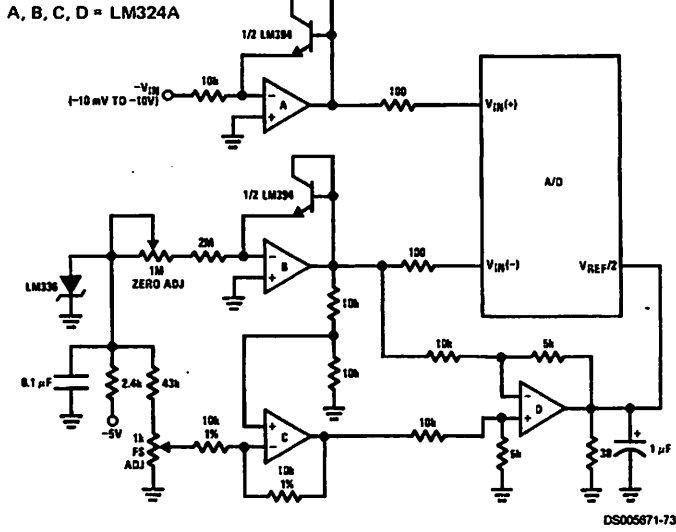 A, B, C, D = LM324A
1/2 LM394
10k
-VIN
(-10 mV TO -10V)
-
+
A
100
VIN(+)
A/D
1/2 LM394
2M
1M
ZERO ADJ
-
+
B
100
VIN(-)
VREF/2
LM336
10k
10k
0.1 µF
2.4k
43k
-5V
1k
FS
ADJ
10k
1%
+
-
C
10k
1%
10k
5k
10k
-
+
D
5k
30
+
1 µF
DS005671-73